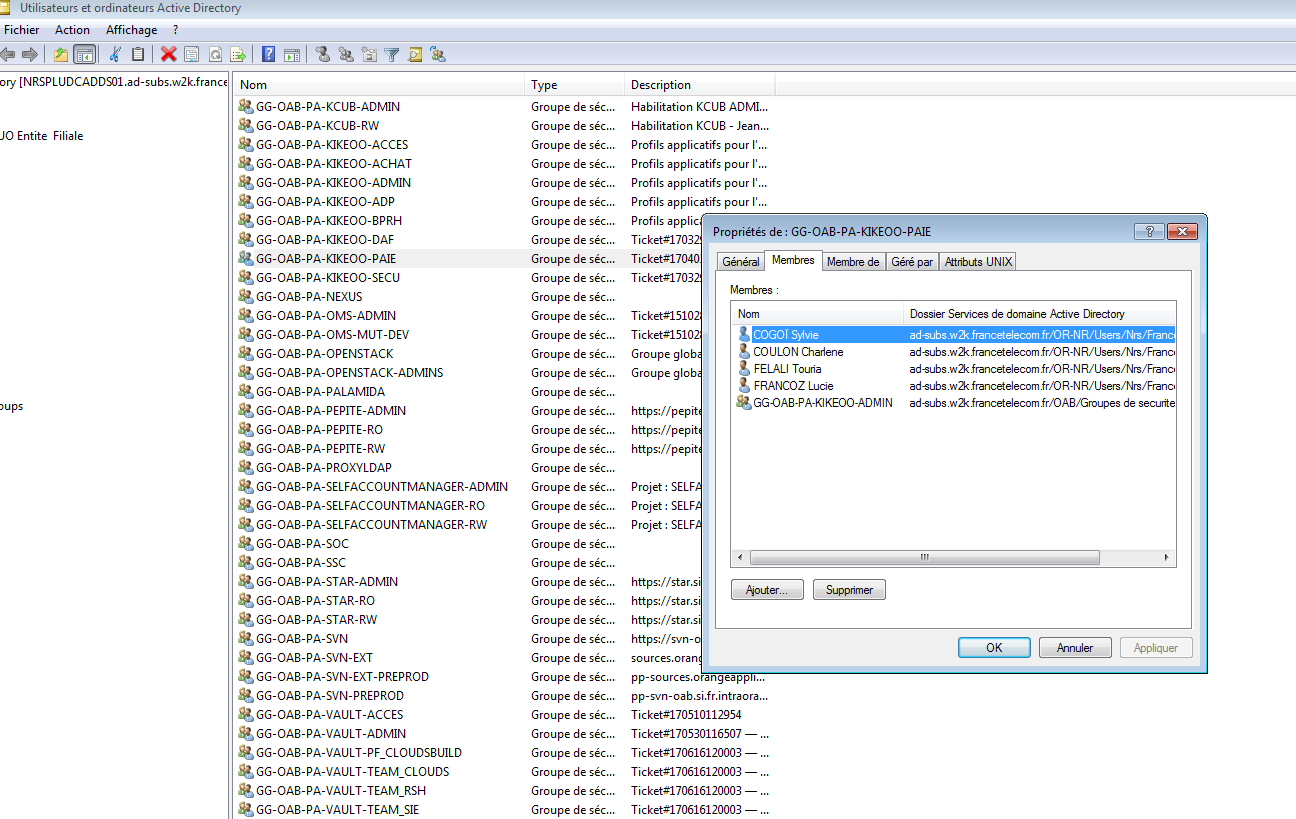 Utilisateurs et ordinateurs Active Directory
Fichier Action Affichage ?
ory [NRSPLUDCADDS01.ad-subs.w2k.france
UO Entite Filiale
oups
Nom Type Description
GG-OAB-PA-KCUB-ADMIN Groupe de séc... Habilitation KCUB ADMI...
GG-OAB-PA-KCUB-RW Groupe de séc... Habilitation KCUB - Jean...
GG-OAB-PA-KIKEOO-ACCES Groupe de séc... Profils applicatifs pour l'...
GG-OAB-PA-KIKEOO-ACHAT Groupe de séc... Profils applicatifs pour l'...
GG-OAB-PA-KIKEOO-ADMIN Groupe de séc... Profils applicatifs pour l'...
GG-OAB-PA-KIKEOO-ADP Groupe de séc... Profils applicatifs pour l'...
GG-OAB-PA-KIKEOO-BPRH Groupe de séc... Profils applica
GG-OAB-PA-KIKEOO-DAF Groupe de séc... Ticket#17032
GG-OAB-PA-KIKEOO-PAIE Groupe de séc... Ticket#17040
GG-OAB-PA-KIKEOO-SECU Groupe de séc... Ticket#17032
GG-OAB-PA-NEXUS Groupe de séc...
GG-OAB-PA-OMS-ADMIN Groupe de séc... Ticket#15102
GG-OAB-PA-OMS-MUT-DEV Groupe de séc... Ticket#15102
GG-OAB-PA-OPENSTACK Groupe de séc... Groupe globa
GG-OAB-PA-OPENSTACK-ADMINS Groupe de séc... Groupe globa
GG-OAB-PA-PALAMIDA Groupe de séc...
GG-OAB-PA-PEPITE-ADMIN Groupe de séc... https://pepite
GG-OAB-PA-PEPITE-RO Groupe de séc... https://pepite
GG-OAB-PA-PEPITE-RW Groupe de séc... https://pepite
GG-OAB-PA-PROXYLDAP Groupe de séc...
GG-OAB-PA-SELFACCOUNTMANAGER-ADMIN Groupe de séc... Projet : SELFA
GG-OAB-PA-SELFACCOUNTMANAGER-RO Groupe de séc... Projet : SELFA
GG-OAB-PA-SELFACCOUNTMANAGER-RW Groupe de séc... Projet : SELFA
GG-OAB-PA-SOC Groupe de séc...
GG-OAB-PA-SSC Groupe de séc...
GG-OAB-PA-STAR-ADMIN Groupe de séc... https://star.si
GG-OAB-PA-STAR-RO Groupe de séc... https://star.si
GG-OAB-PA-STAR-RW Groupe de séc... https://star.si
GG-OAB-PA-SVN Groupe de séc... https://svn-o
GG-OAB-PA-SVN-EXT Groupe de séc... sources.orang
GG-OAB-PA-SVN-EXT-PREPROD Groupe de séc... pp-sources.orangeappli...
GG-OAB-PA-SVN-PREPROD Groupe de séc... pp-svn-oab.si.fr.intraora...
GG-OAB-PA-VAULT-ACCES Groupe de séc... Ticket#170510112954
GG-OAB-PA-VAULT-ADMIN Groupe de séc... Ticket#170530116507 — ...
GG-OAB-PA-VAULT-PF_CLOUDSBUILD Groupe de séc... Ticket#170616120003 — ...
GG-OAB-PA-VAULT-TEAM_CLOUDS Groupe de séc... Ticket#170616120003 — ...
GG-OAB-PA-VAULT-TEAM_RSH Groupe de séc... Ticket#170616120003 — ...
GG-OAB-PA-VAULT-TEAM_SIE Groupe de séc... Ticket#170616120003 — ...
Propriétés de : GG-OAB-PA-KIKEOO-PAIE
Général Membres Membre de Géré par Attributs UNIX
Membres :
Nom Dossier Services de domaine Active Directory
COGOÏ Sylvie ad-subs.w2k.francetelecom.fr/OR-NR/Users/Nrs/Franc
COULON Charlene ad-subs.w2k.francetelecom.fr/OR-NR/Users/Nrs/Franc
FELALI Touria ad-subs.w2k.francetelecom.fr/OR-NR/Users/Nrs/Franc
FRANCOZ Lucie ad-subs.w2k.francetelecom.fr/OR-NR/Users/Nrs/Franc
GG-OAB-PA-KIKEOO-ADMIN ad-subs.w2k.francetelecom.fr/OAB/Groupes de securite
Ajouter... Supprimer
OK Annuler Appliquer